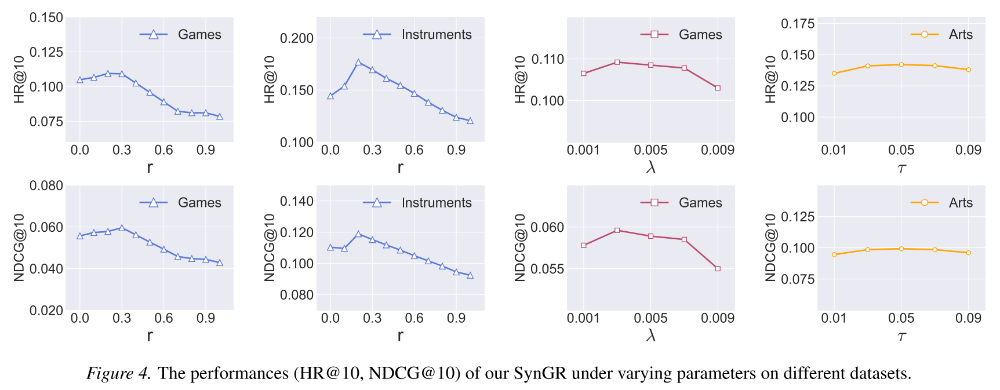 0.150
0.125
0.100
0.075
HR@10
Games
0.0 0.3 0.6 0.9
r
0.200
0.150
0.100
HR@10
Instruments
0.0 0.3 0.6 0.9
r
0.110
0.100
HR@10
Games
0.001 0.005 0.009
λ
0.175
0.150
0.125
0.100
HR@10
Arts
0.01 0.05 0.09
τ
0.080
0.060
0.040
0.020
NDCG@10
Games
0.0 0.3 0.6 0.9
r
0.140
0.120
0.100
0.080
NDCG@10
Instruments
0.0 0.3 0.6 0.9
r
0.060
0.055
NDCG@10
Games
0.001 0.005 0.009
λ
0.125
0.100
0.075
NDCG@10
Arts
0.01 0.05 0.09
τ
Figure 4. The performances (HR@10, NDCG@10) of our SynGR under varying parameters on different datasets.